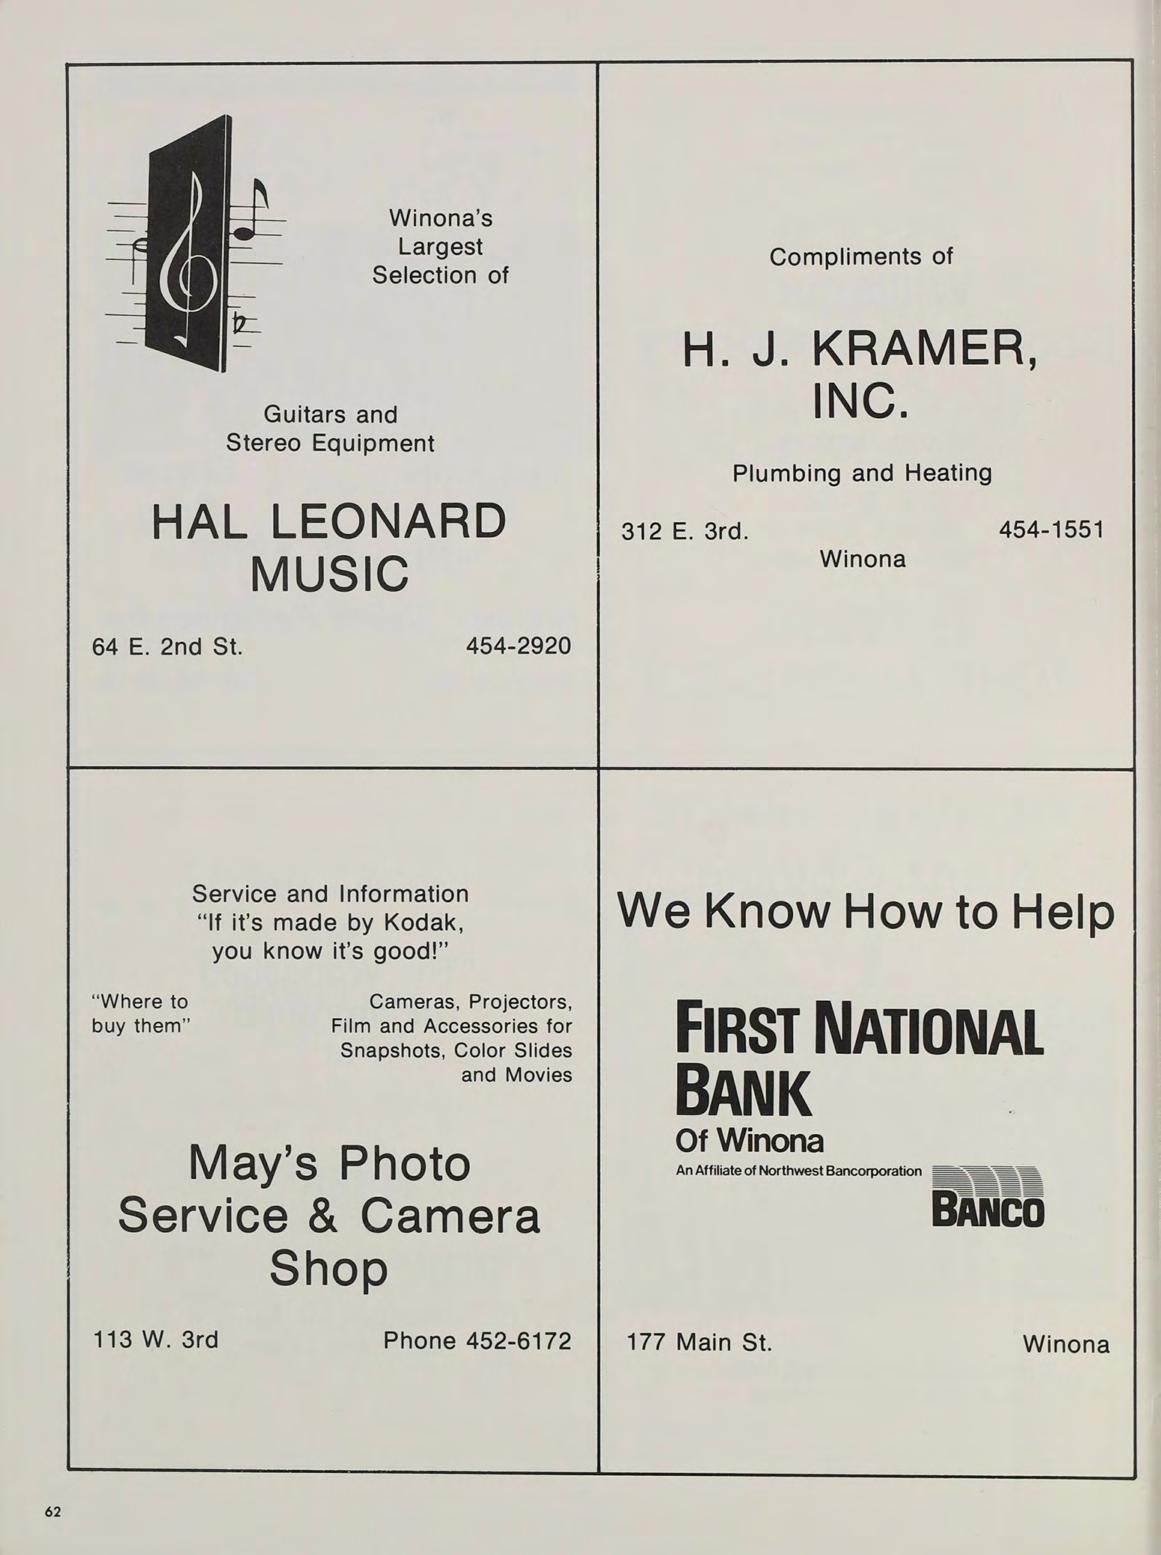 Winona's
Largest
Selection of
Guitars and
Stereo Equipment
HAL LEONARD
MUSIC
64 E. 2nd St. 454-2920
Compliments of
H. J. KRAMER,
INC.
Plumbing and Heating
312 E. 3rd. 454-1551
Winona
Service and Information
“If it's made by Kodak,
you know it's good!”
“Where to
buy them”
Cameras, Projectors,
Film and Accessories for
Snapshots, Color Slides
and Movies
May's Photo
Service & Camera
Shop
113 W. 3rd Phone 452-6172
We Know How to Help
FIRST NATIONAL
BANK
Of Winona
An Affiliate of Northwest Bancorporation
BANCO
177 Main St. Winona
62